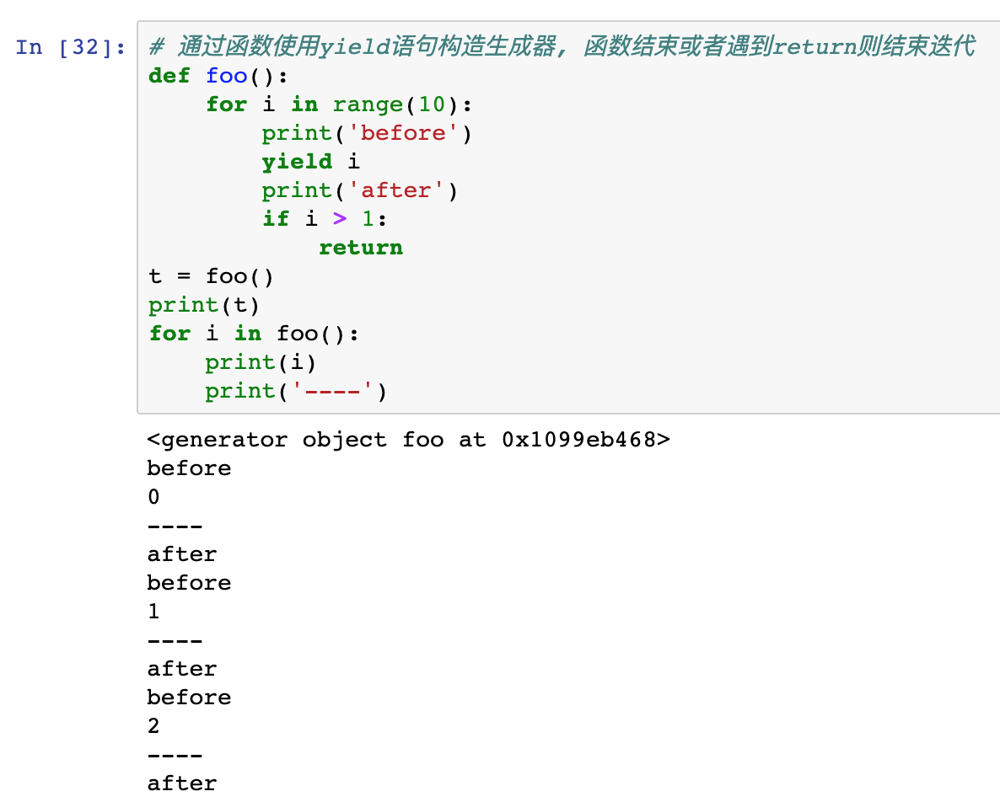 In [32]:
# 通过函数使用yield语句构造生成器, 函数结束或者遇到return则结束迭代
def foo():
    for i in range(10):
        print('before')
        yield i
        print('after')
        if i > 1:
            return
t = foo()
print(t)
for i in foo():
    print(i)
    print('----')
<generator object foo at 0x1099eb468>
before
0
----
after
before
1
----
after
before
2
----
after